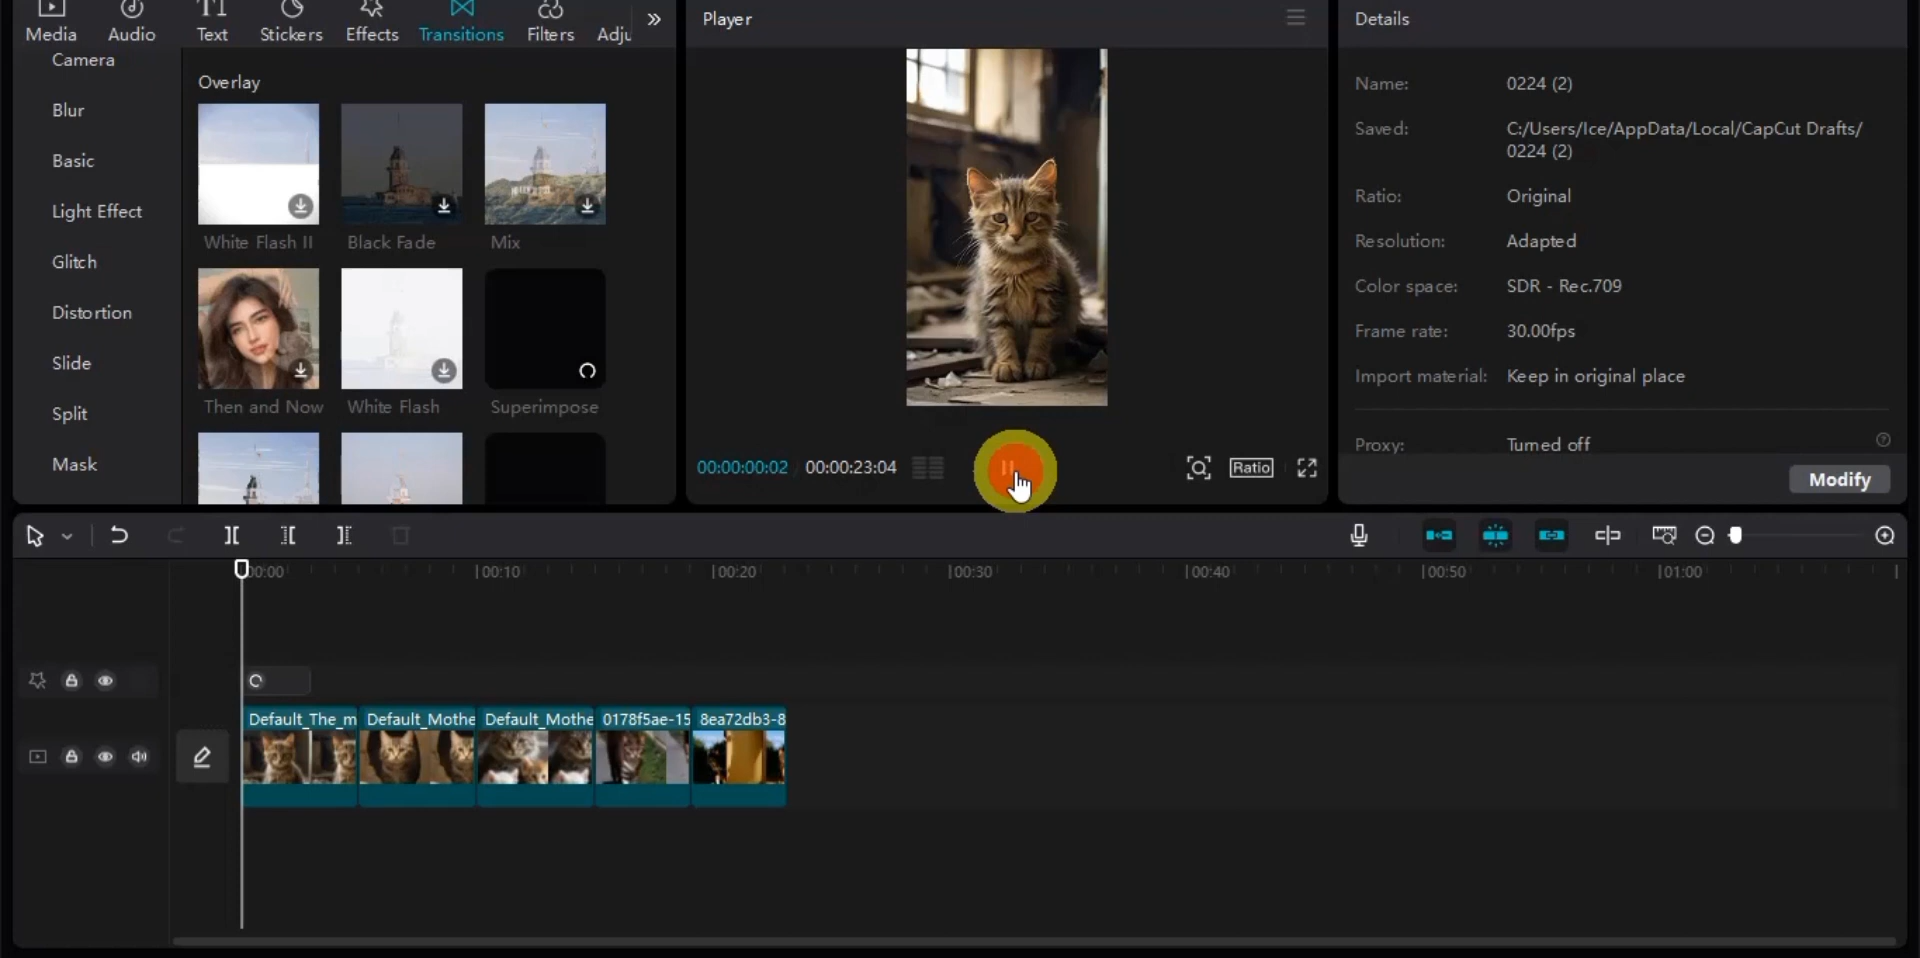 Media
Audio
Text
Stickers
Effects
Transitions
Filters
Adju
Camera
Blur
Basic
Light Effect
Glitch
Distortion
Slide
Split
Mask
Overlay
White Flash II
Black Fade
Mix
Then and Now
White Flash
Superimpose
Player
00:00:00:02
00:00:23:04
Ratio
Details
Name: 0224 (2)
Saved: C:/Users/Ice/AppData/Local/CapCut Drafts/
0224 (2)
Ratio: Original
Resolution: Adapted
Color space: SDR - Rec.709
Frame rate: 30.00fps
Import material: Keep in original place
Proxy: Turned off
Modify
00:00
00:10
00:20
00:30
00:40
00:50
01:00
Default_The_m
Default_Mothe
Default_Mothe
0178f5ae-15
8ea72db3-8